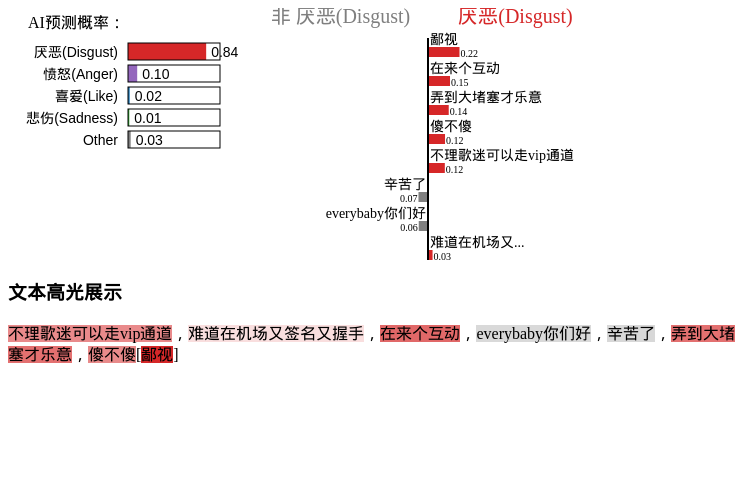 AI预测概率：
厌恶(Disgust) 0.84
愤怒(Anger) 0.10
喜爱(Like) 0.02
悲伤(Sadness) 0.01
Other 0.03
非 厌恶(Disgust) 厌恶(Disgust)
鄙视
0.22
在来个互动
0.15
弄到大堵塞才乐意
0.14
傻不傻
0.12
不理歌迷可以走vip通道
0.12
辛苦了
0.07
everybaby你们好
0.06
难道在机场又...
0.03
文本高光展示
不理歌迷可以走vip通道，难道在机场又签名又握手，在来个互动，everybaby你们好，辛苦了，弄到大堵
塞才乐意，傻不傻[鄙视]